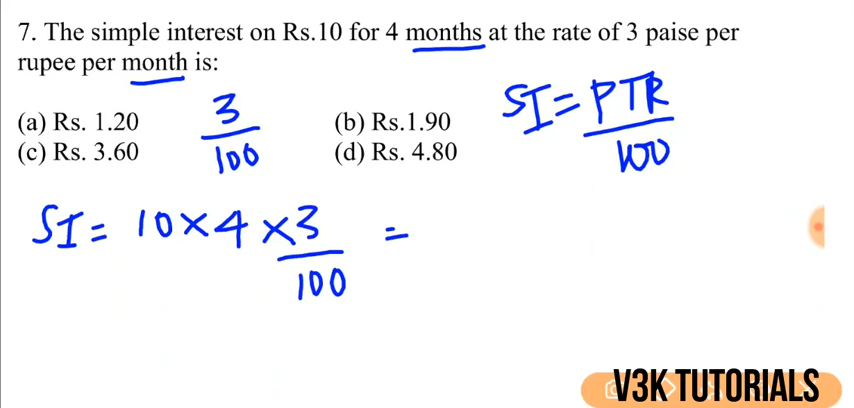 7. The simple interest on Rs.10 for 4 months at the rate of 3 paise per
rupee per month is:
(a) Rs. 1.20
(b) Rs.1.90
(c) Rs. 3.60
(d) Rs. 4.80
3/100
SI = PTR/100
SI = 10 × 4 × 3/100 =
V3K TUTORIALS